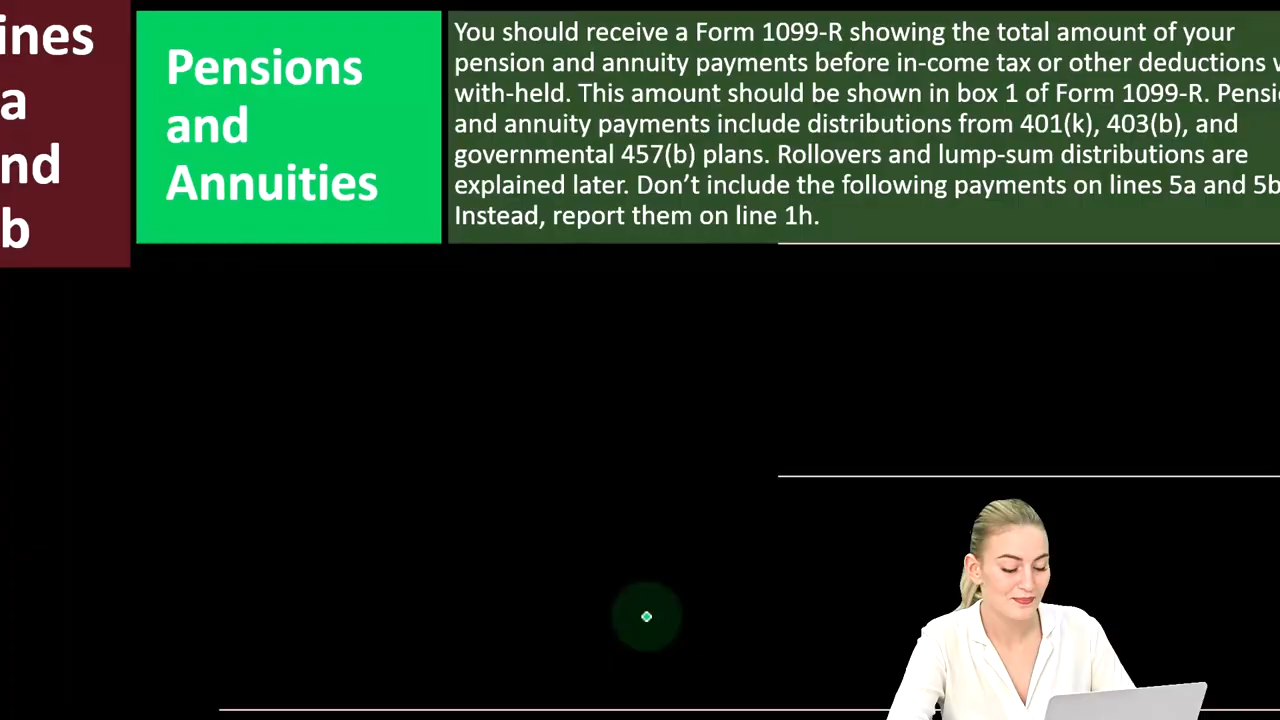 ines
a
nd
b
Pensions
and
Annuities
You should receive a Form 1099-R showing the total amount of your
pension and annuity payments before in-come tax or other deductions
with-held. This amount should be shown in box 1 of Form 1099-R. Pensi
and annuity payments include distributions from 401(k), 403(b), and
governmental 457(b) plans. Rollovers and lump-sum distributions are
explained later. Don’t include the following payments on lines 5a and 5b
Instead, report them on line 1h.